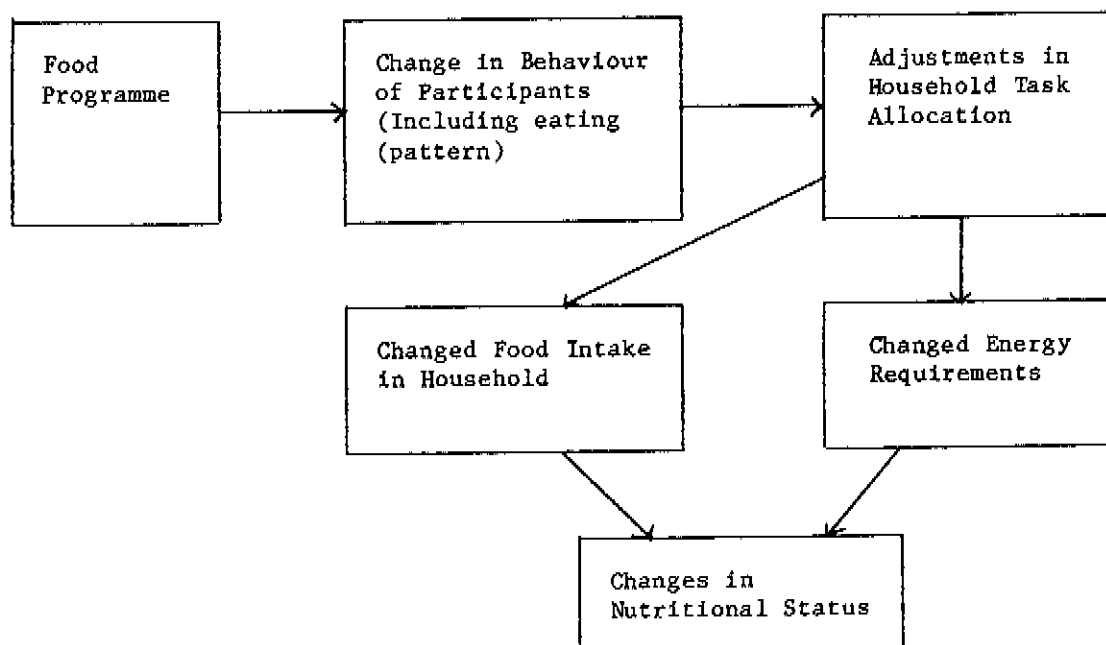 Food
Programme
Change in Behaviour
of Participants
(Including eating
(pattern)
Adjustments in
Household Task
Allocation
Changed Food Intake
in Household
Changed Energy
Requirements
Changes in
Nutritional Status